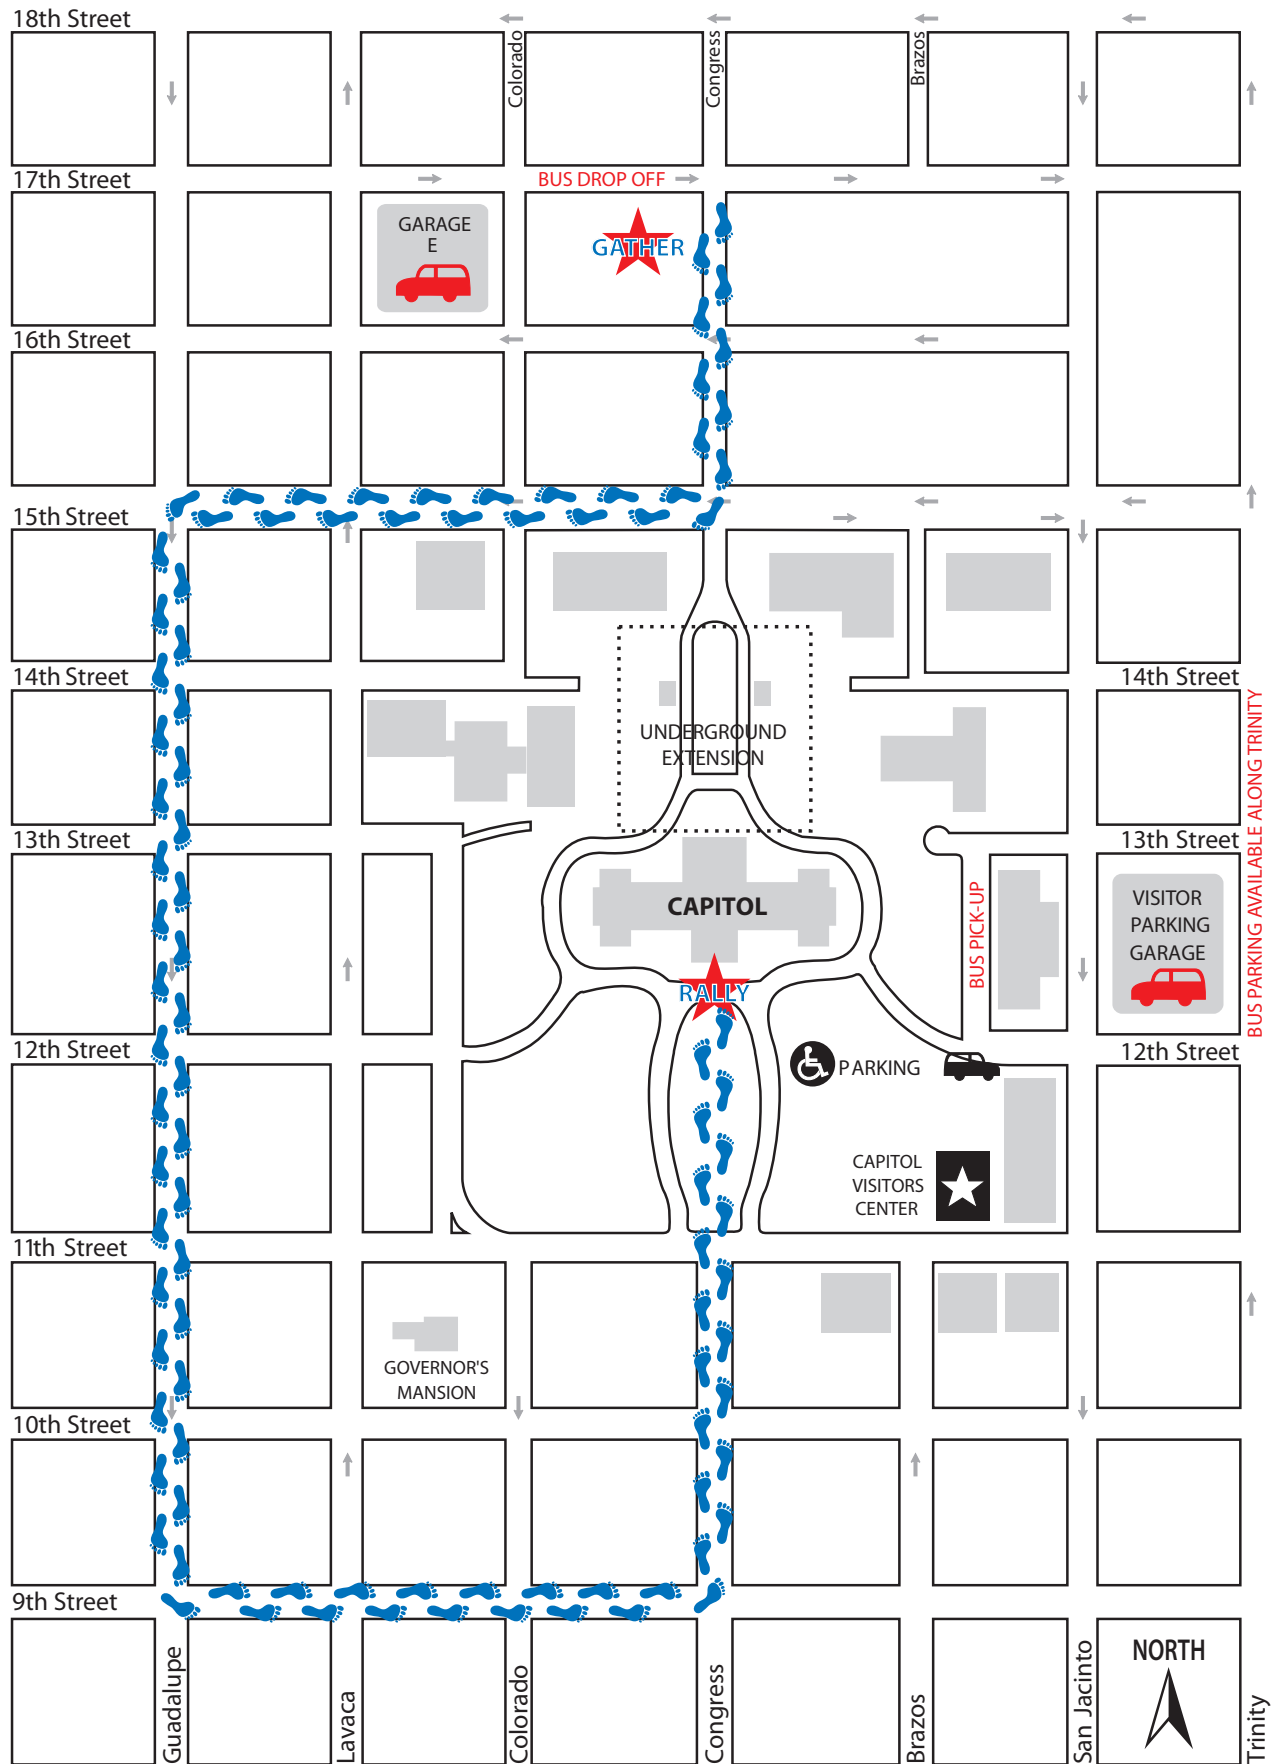 18th Street
Colorado
Congress
Brazos
17th Street
BUS DROP OFF
GARAGE
E
GATHER
16th Street
15th Street
14th Street
14th Street
UNDERGROUND
EXTENSION
BUS PARKING AVAILABLE ALONG TRINITY
13th Street
13th Street
CAPITOL
BUS PICK-UP
VISITOR
PARKING
GARAGE
RALLY
12th Street
12th Street
PARKING
CAPITOL
VISITORS
CENTER
11th Street
GOVERNOR'S
MANSION
10th Street
9th Street
Guadalupe
Lavaca
Colorado
Congress
Brazos
San Jacinto
NORTH
Trinity